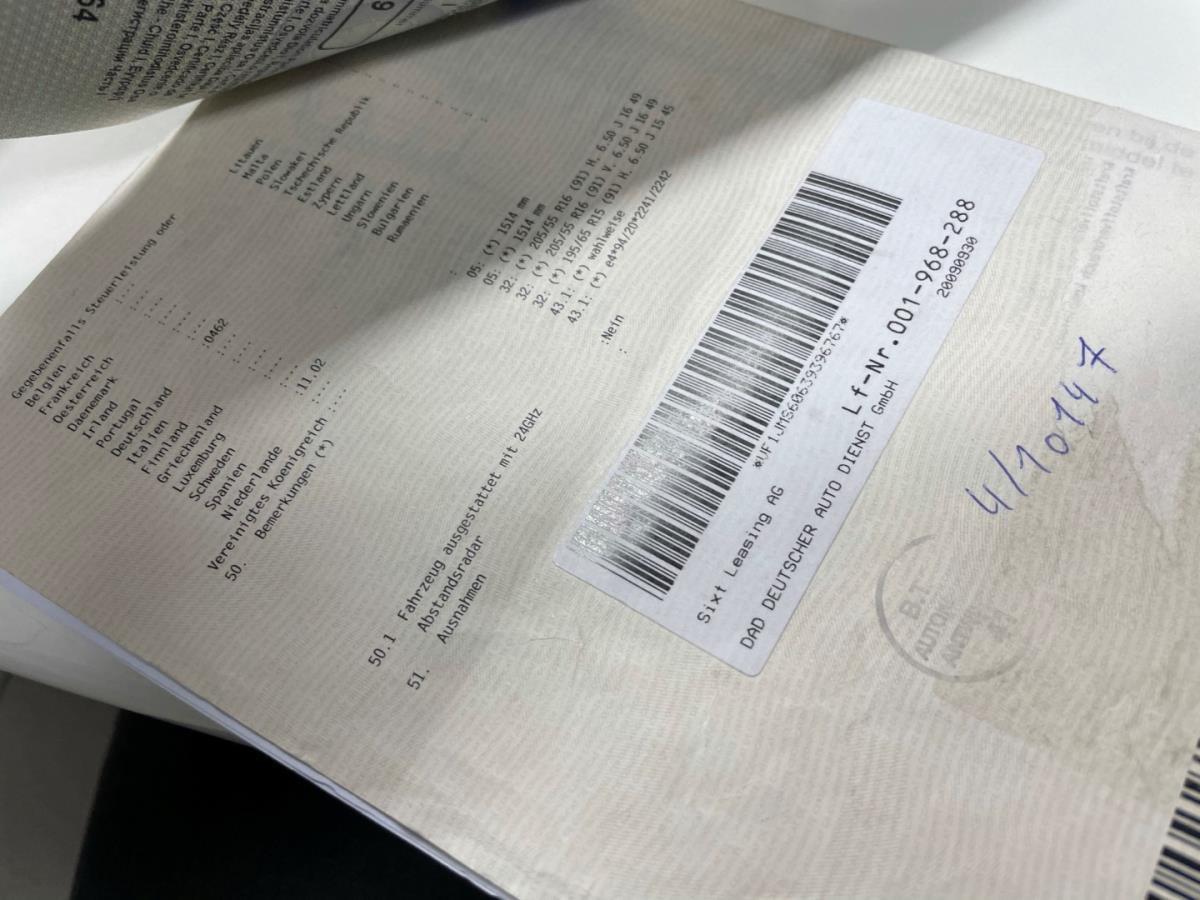 64
Gegebenenfalls Steuerleistung oder
Belgien
Frankreich
Oesterreich
Daenemark
Irland
Portugal
Deutschland :0462
Italien
Finnland
Griechenland
Luxemburg
Schweden
Spanien
Niederlande :11.02
Vereinigtes Koenigreich
50. Bemerkungen (*)
Litauen
Malta
Polen
Slowakei
Tschechische Republik
Estland
Zypern
Lettland
Ungarn
Slowenien
Bulgarien
Rumaenien
05: (*) 1514 mm
05: (*) 1514 mm
32: (*) 205/55 R16 (91) H. 6.50 J 16 49
32: (*) 205/55 R16 (91) V. 6.50 J 16 49
32: (*) 195/65 R15 (91) H. 6.50 J 15 45
43.1: (*) wahlweise
43.1: (*) e4*94/20*2241/2242
50.1 Fahrzeug ausgestattet mit 24GHz :Nein
Abstandsradar
51. Ausnahmen :
*VF1JMS60639396767*
Sixt Leasing AG Lf-Nr.001-968-288
DAD DEUTSCHER AUTO DIENST GmbH 20090930
4/10147